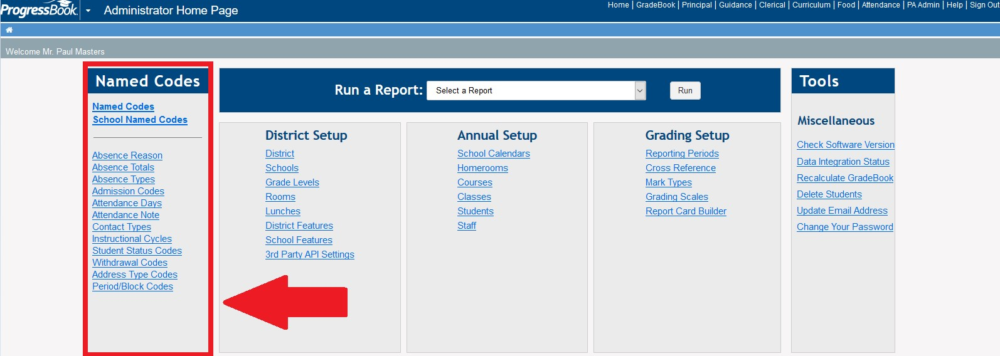 ProgressBook
Administrator Home Page
Home | GradeBook | Principal | Guidance | Clerical | Curriculum | Food | Attendance | PA Admin | Help | Sign Out
Welcome Mr. Paul Masters
Named Codes
Named Codes
School Named Codes
Absence Reason
Absence Totals
Absence Types
Admission Codes
Attendance Days
Attendance Note
Contact Types
Instructional Cycles
Student Status Codes
Withdrawal Codes
Address Type Codes
Period/Block Codes
Run a Report: Select a Report Run
District Setup
District
Schools
Grade Levels
Rooms
Lunches
District Features
School Features
3rd Party API Settings
Annual Setup
School Calendars
Homerooms
Courses
Classes
Students
Staff
Grading Setup
Reporting Periods
Cross Reference
Mark Types
Grading Scales
Report Card Builder
Tools
Miscellaneous
Check Software Version
Data Integration Status
Recalculate GradeBook
Delete Students
Update Email Address
Change Your Password